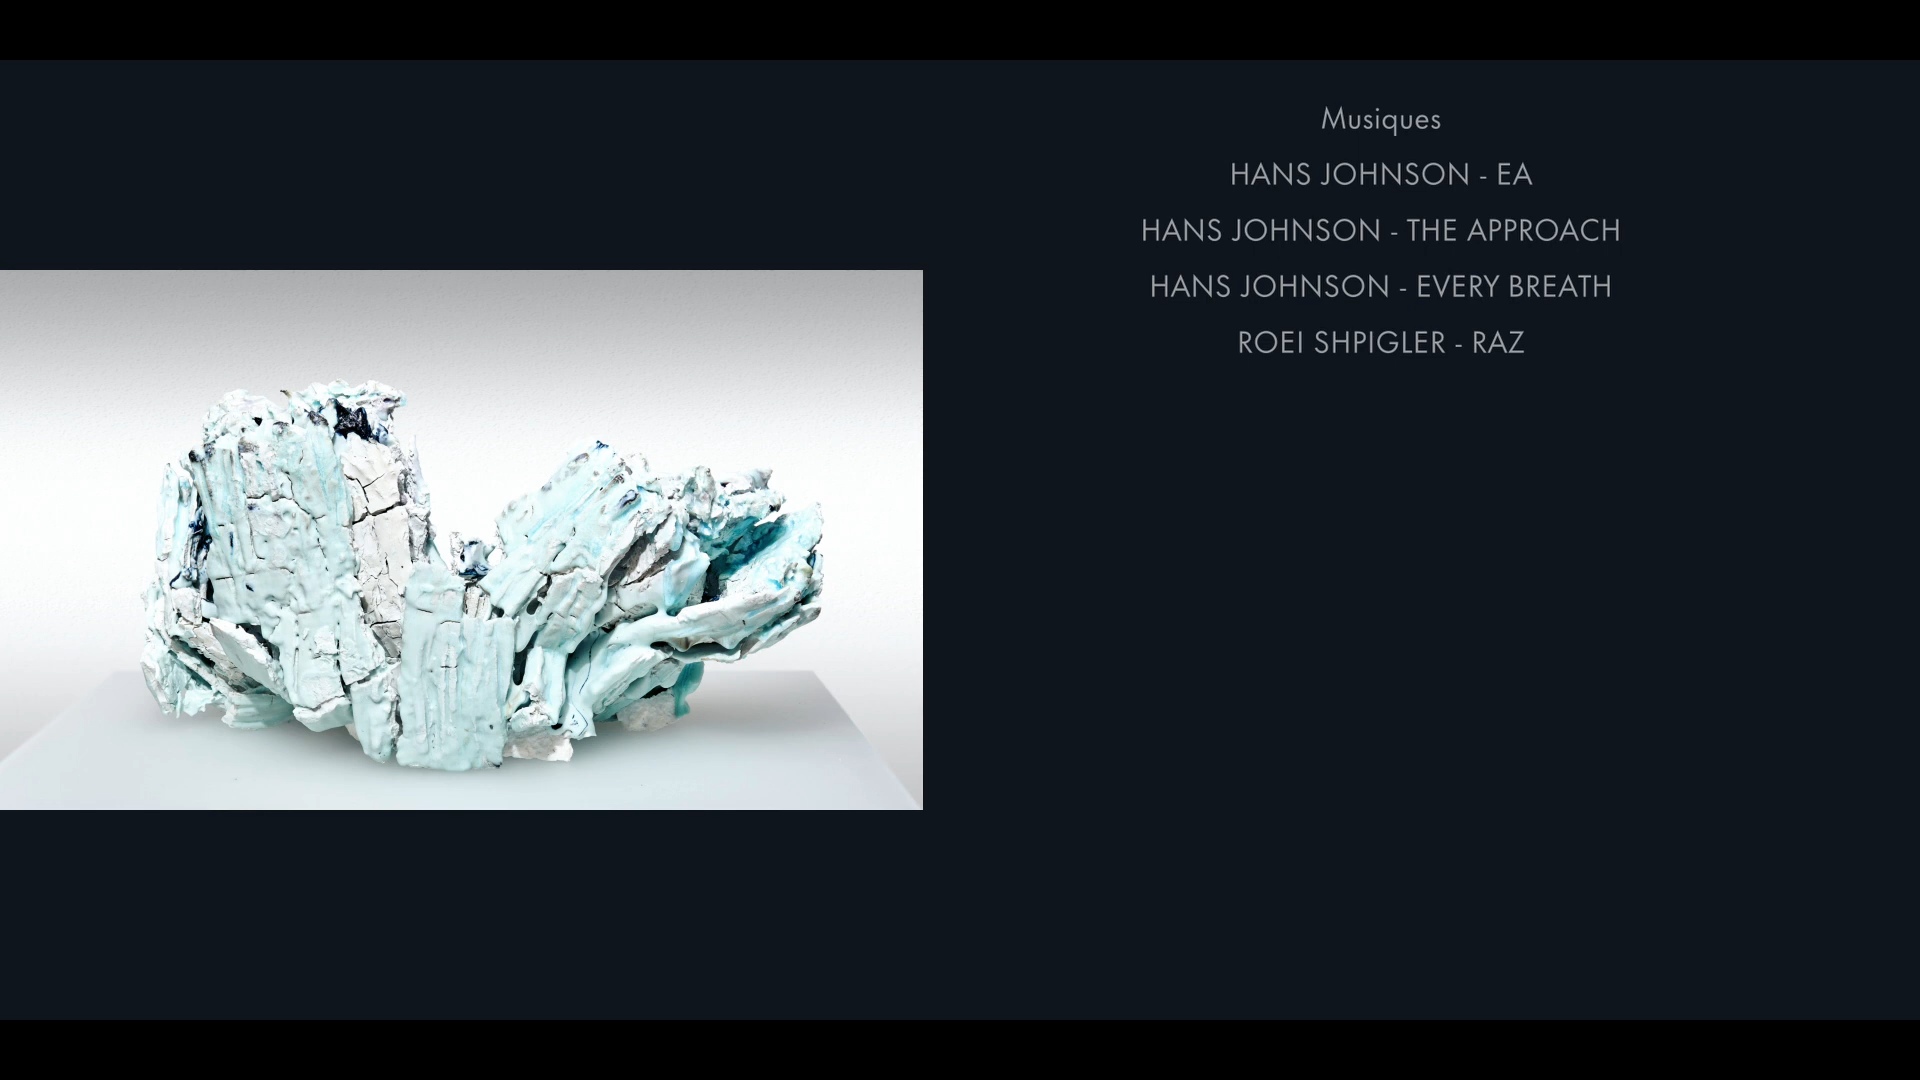 Musiques
HANS JOHNSON - EA
HANS JOHNSON - THE APPROACH
HANS JOHNSON - EVERY BREATH
ROEI SHPIGLER - RAZ